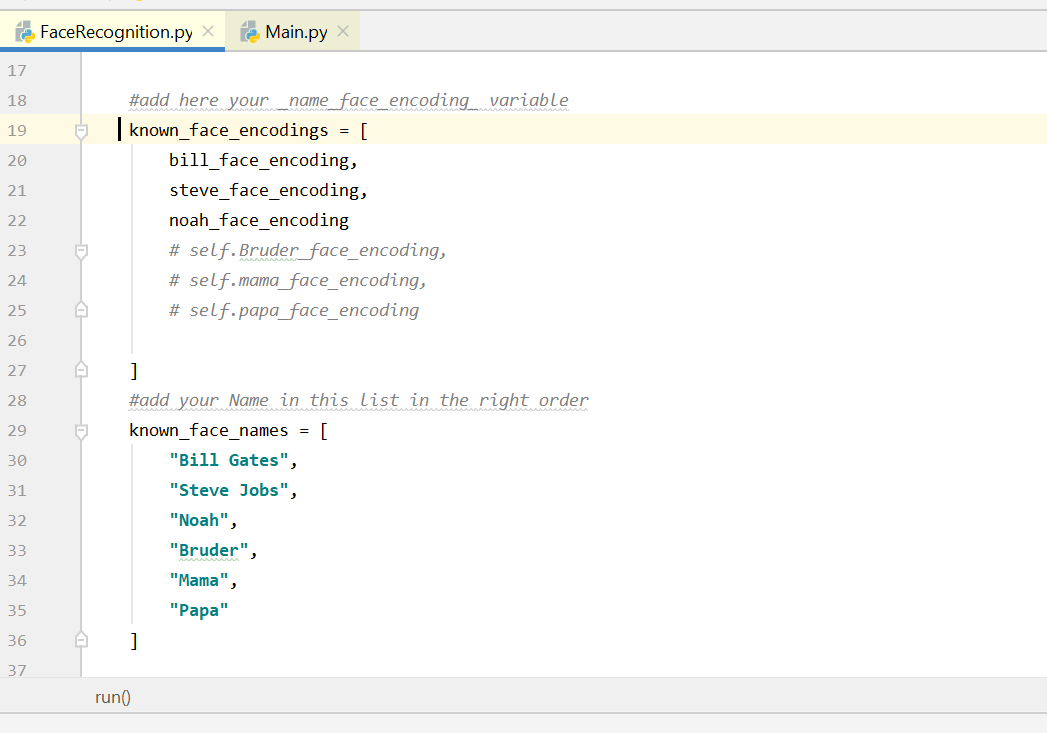 FaceRecognition.py × Main.py ×
17
18 #add here your _name_face_encoding_ variable
19 known_face_encodings = [
20 bill_face_encoding,
21 steve_face_encoding,
22 noah_face_encoding
23 # self.Bruder_face_encoding,
24 # self.mama_face_encoding,
25 # self.papa_face_encoding
26
27 ]
28 #add your Name in this list in the right order
29 known_face_names = [
30 "Bill Gates",
31 "Steve Jobs",
32 "Noah",
33 "Bruder",
34 "Mama",
35 "Papa"
36 ]
37
run()